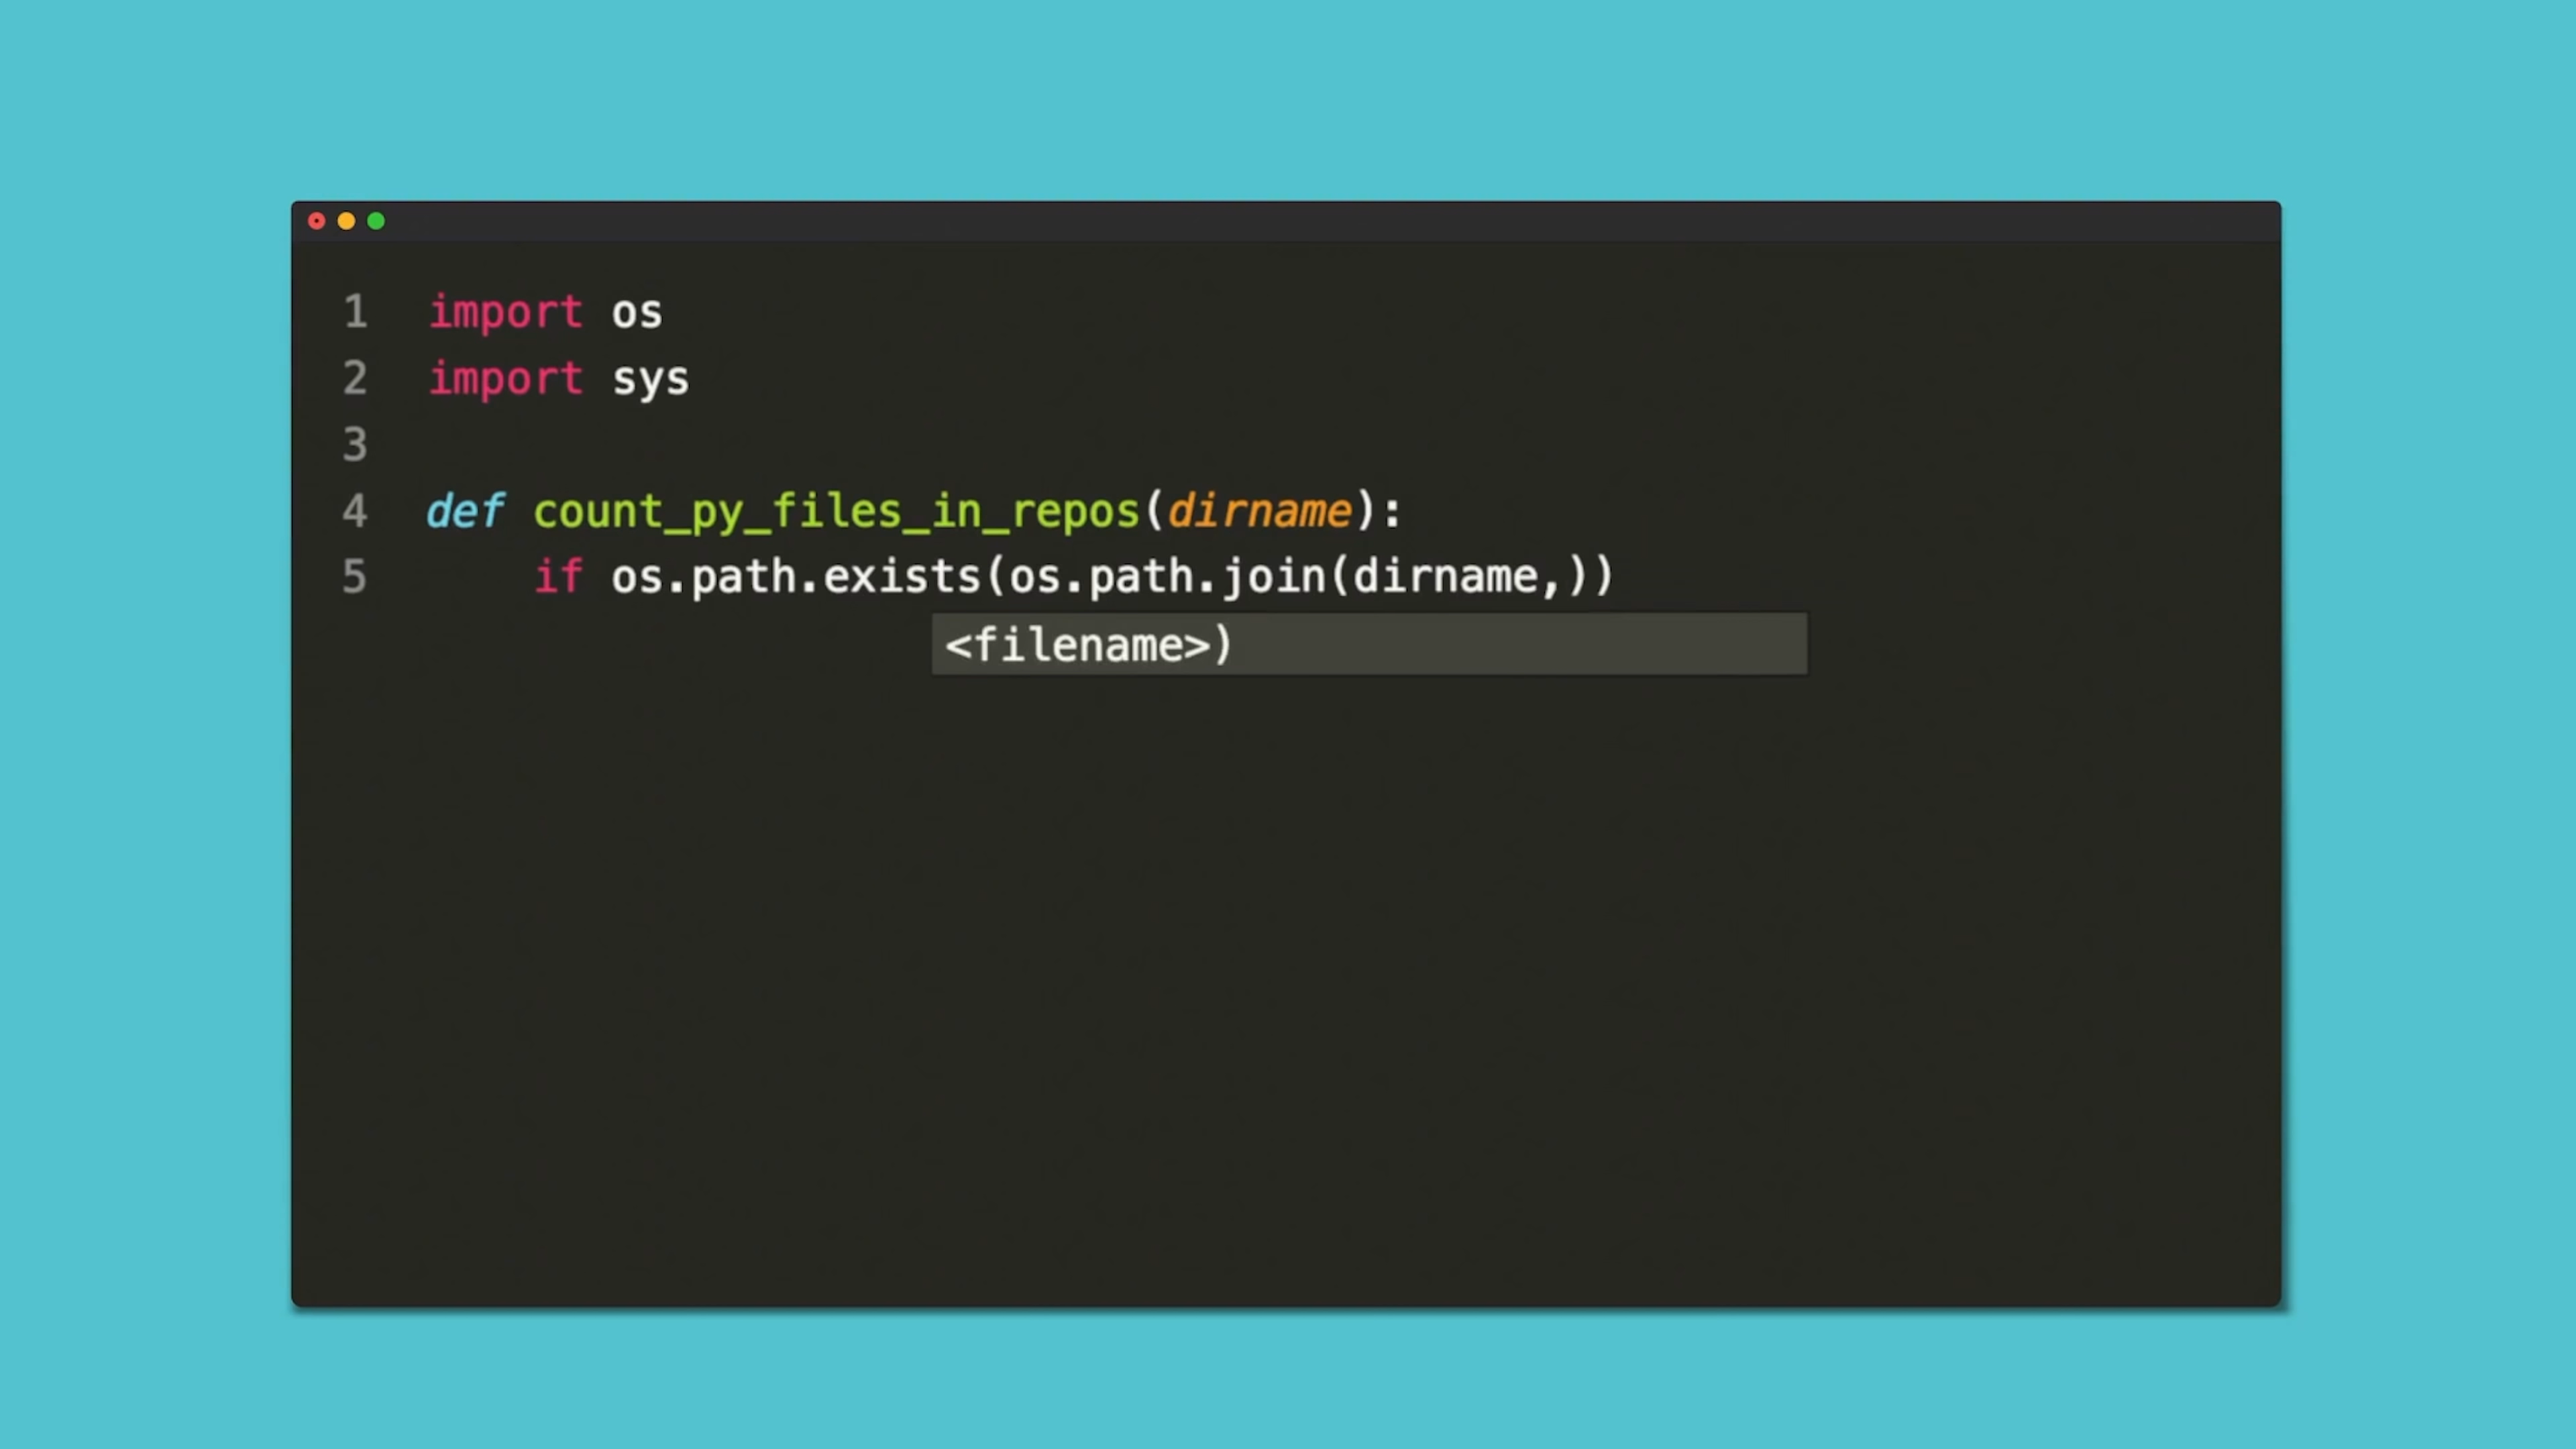 1 import os
2 import sys
3
4 def count_py_files_in_repos(dirname):
5 if os.path.exists(os.path.join(dirname,))
<filename>)